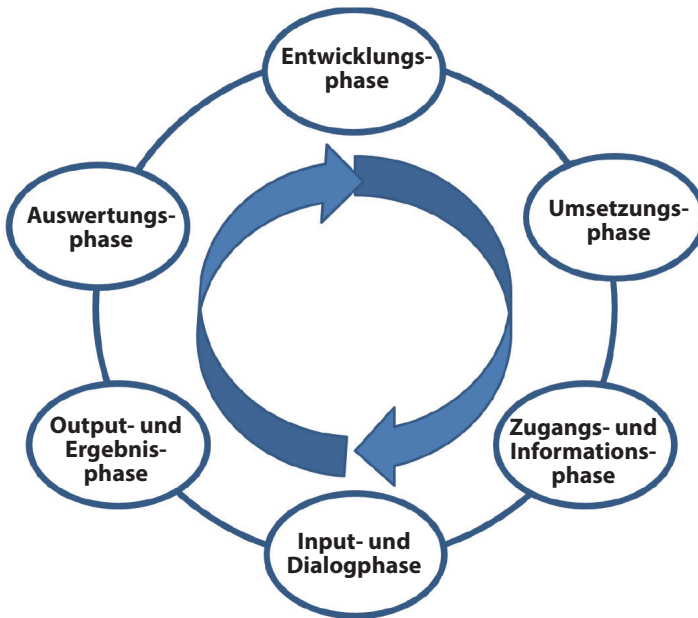 Entwicklungs-
phase
Umsetzungs-
phase
Zugangs- und
Informations-
phase
Input- und
Dialogphase
Output- und
Ergebnis-
phase
Auswertungs-
phase